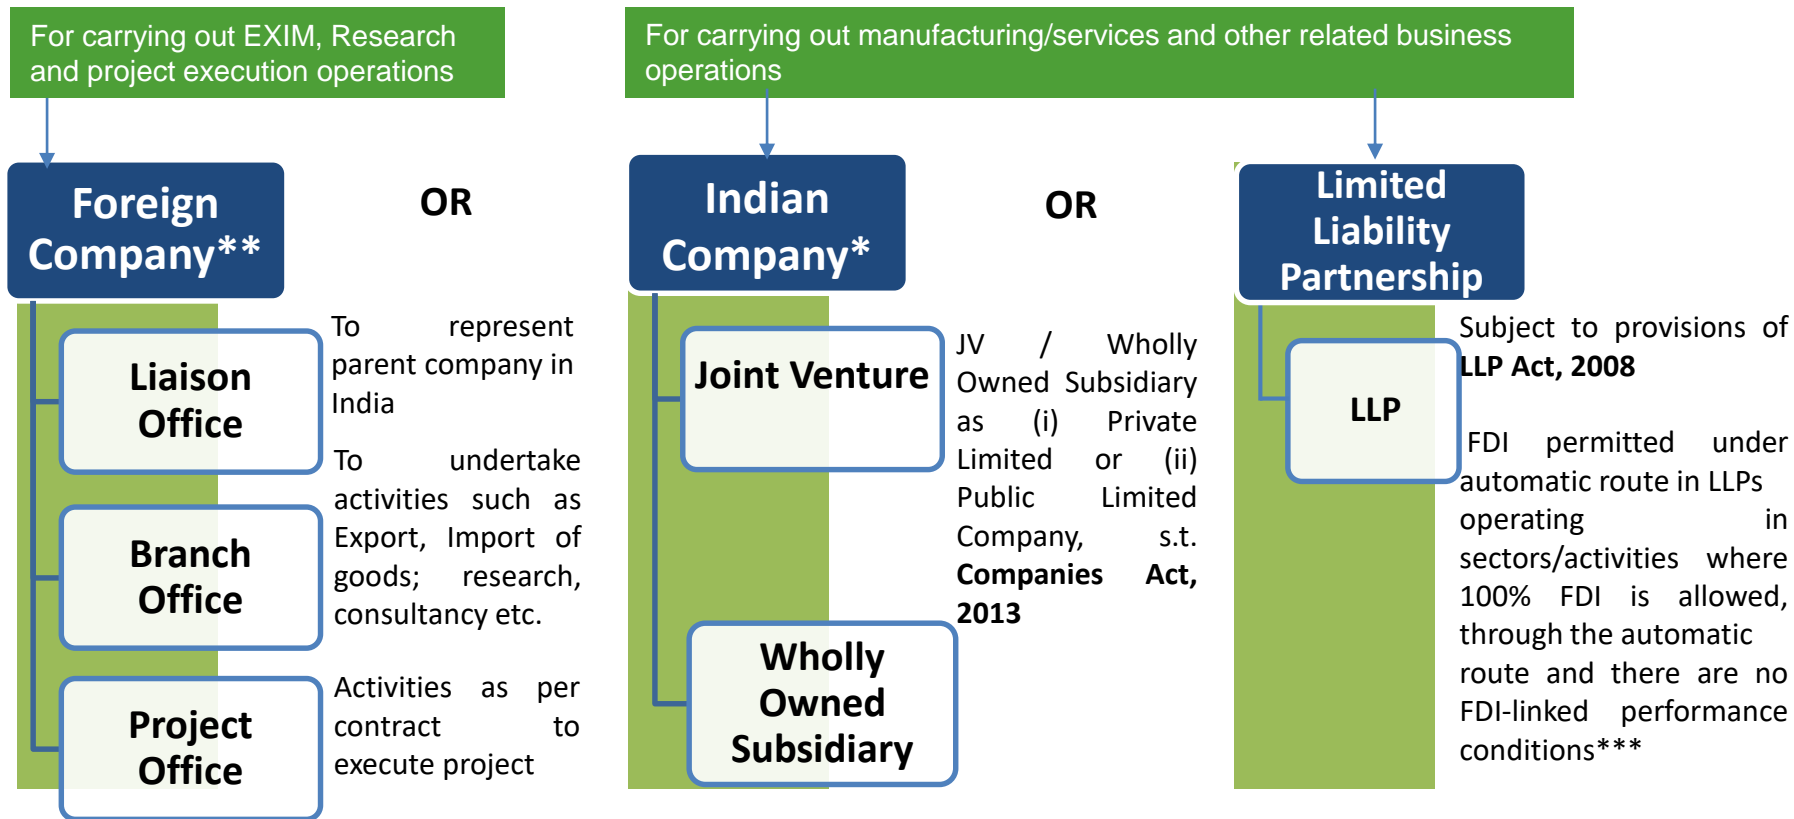 For carrying out EXIM, Research
and project execution operations
For carrying out manufacturing/services and other related business
operations
Foreign
Company**
OR
Indian
Company*
OR
Limited
Liability
Partnership
Liaison
Office
To represent
parent company in
India
Branch
Office
To undertake
activities such as
Export, Import of
goods; research,
consultancy etc.
Project
Office
Activities as per
contract to
execute project
Joint Venture
JV / Wholly
Owned Subsidiary
as (i) Private
Limited or (ii)
Public Limited
Company, s.t.
Companies Act,
2013
Wholly
Owned
Subsidiary
LLP
Subject to provisions of
LLP Act, 2008
FDI permitted under
automatic route in LLPs
operating in
sectors/activities where
100% FDI is allowed,
through the automatic
route and there are no
FDI-linked performance
conditions***